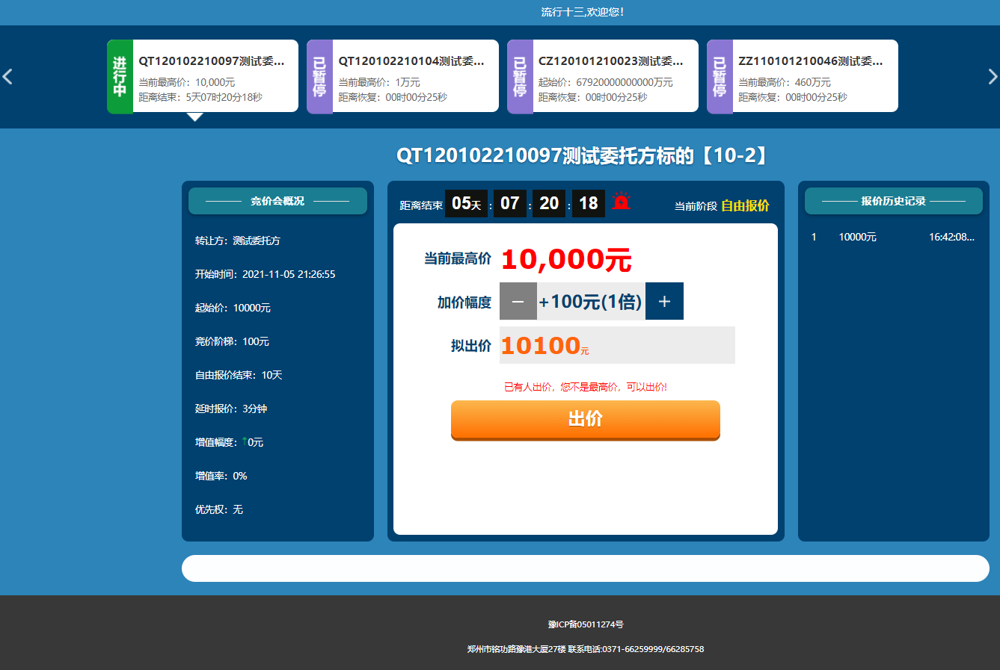 流行十三,欢迎您!
进行中
QT120102210097测试委...
当前最高价：10,000元
距离结束：5天07时20分18秒
已暂停
QT120102210104测试委...
当前最高价：1万元
距离恢复：00时00分25秒
已暂停
CZ120101210023测试委...
起始价：67920000000000万元
距离恢复：00时00分25秒
已暂停
ZZ110101210046测试委...
当前最高价：460万元
距离恢复：00时00分25秒
QT120102210097测试委托方标的【10-2】
竞价会概况
转让方：测试委托方
开始时间：2021-11-05 21:26:55
起始价：10000元
竞价阶梯：100元
自由报价结束：10天
延时报价：3分钟
增值幅度：↑0元
增值率：0%
优先权：无
距离结束 05天 : 07 : 20 : 18
当前阶段 自由报价
当前最高价 10,000元
加价幅度 － +100元(1倍) ＋
拟出价 10100元
已有人出价，您不是最高价，可以出价!
出价
报价历史记录
1 10000元 16:42:08...
豫ICP备05011274号
郑州市铭功路豫港大厦27楼 联系电话:0371-66259999/66285758